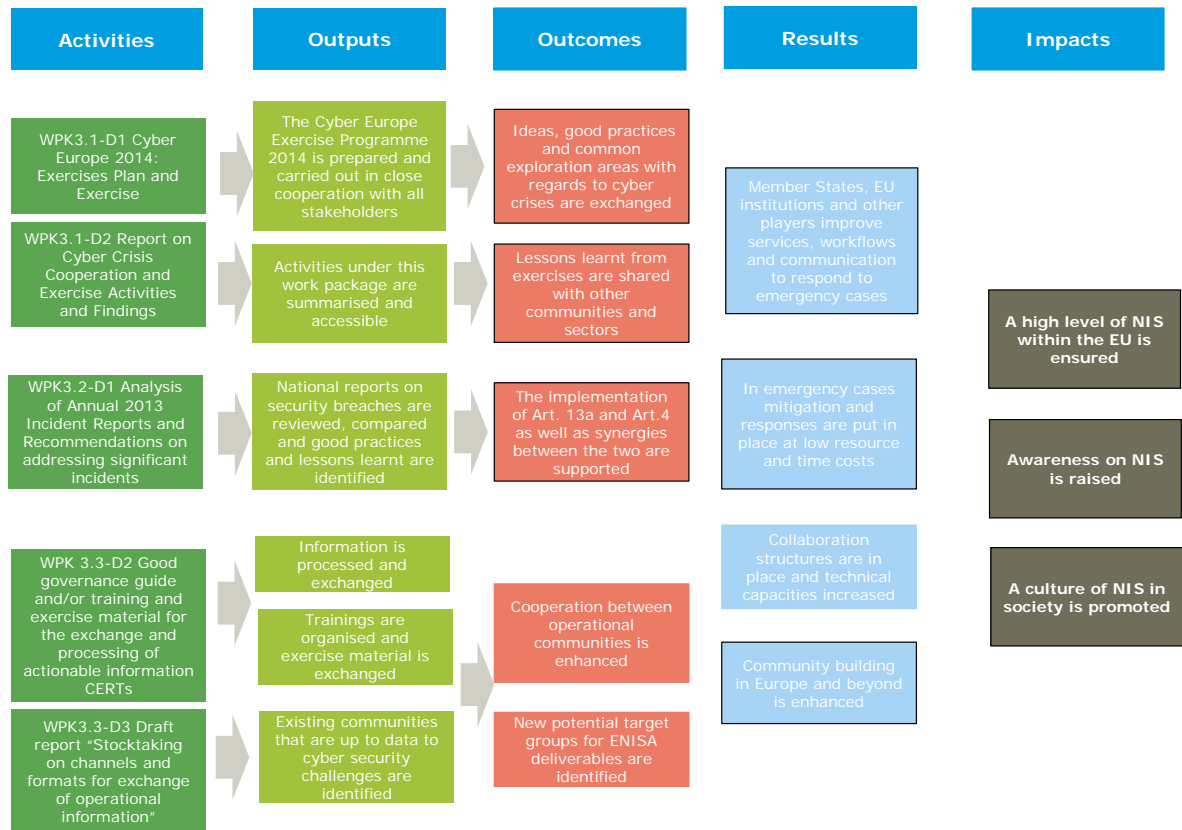 Activities
Outputs
Outcomes
Results
Impacts
WPK3.1-D1 Cyber
Europe 2014:
Exercises Plan and
Exercise
WPK3.1-D2 Report on
Cyber Crisis
Cooperation and
Exercise Activities
and Findings
WPK3.2-D1 Analysis
of Annual 2013
Incident Reports and
Recommendations on
addressing significant
incidents
WPK 3.3-D2 Good
governance guide
and/or training and
exercise material for
the exchange and
processing of
actionable information
CERTs
WPK3.3-D3 Draft
report “Stocktaking
on channels and
formats for exchange
of operational
information”
The Cyber Europe
Exercise Programme
2014 is prepared and
carried out in close
cooperation with all
stakeholders
Activities under this
work package are
summarised and
accessible
National reports on
security breaches are
reviewed, compared
and good practices
and lessons learnt are
identified
Information is
processed and
exchanged
Trainings are
organised and
exercise material is
exchanged
Existing communities
that are up to data to
cyber security
challenges are
identified
Ideas, good practices
and common
exploration areas with
regards to cyber
crises are exchanged
Lessons learnt from
exercises are shared
with other
communities and
sectors
The implementation
of Art. 13a and Art.4
as well as synergies
between the two are
supported
Cooperation between
operational
communities is
enhanced
New potential target
groups for ENISA
deliverables are
identified
Member States, EU
institutions and other
players improve
services, workflows
and communication
to respond to
emergency cases
In emergency cases
mitigation and
responses are put in
place at low resource
and time costs
Collaboration
structures are in
place and technical
capacities increased
Community building
in Europe and beyond
is enhanced
A high level of NIS
within the EU is
ensured
Awareness on NIS
is raised
A culture of NIS in
society is promoted